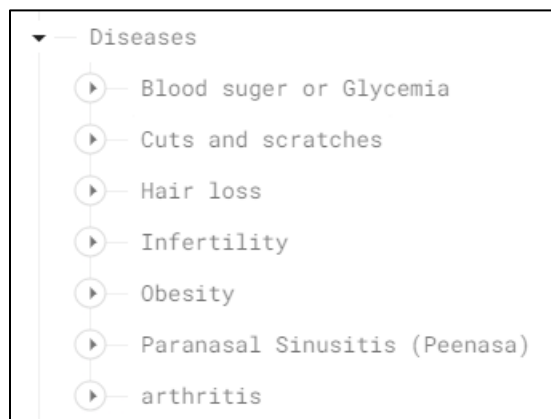 Diseases
Blood suger or Glycemia
Cuts and scratches
Hair loss
Infertility
Obesity
Paranasal Sinusitis (Peenasa)
arthritis